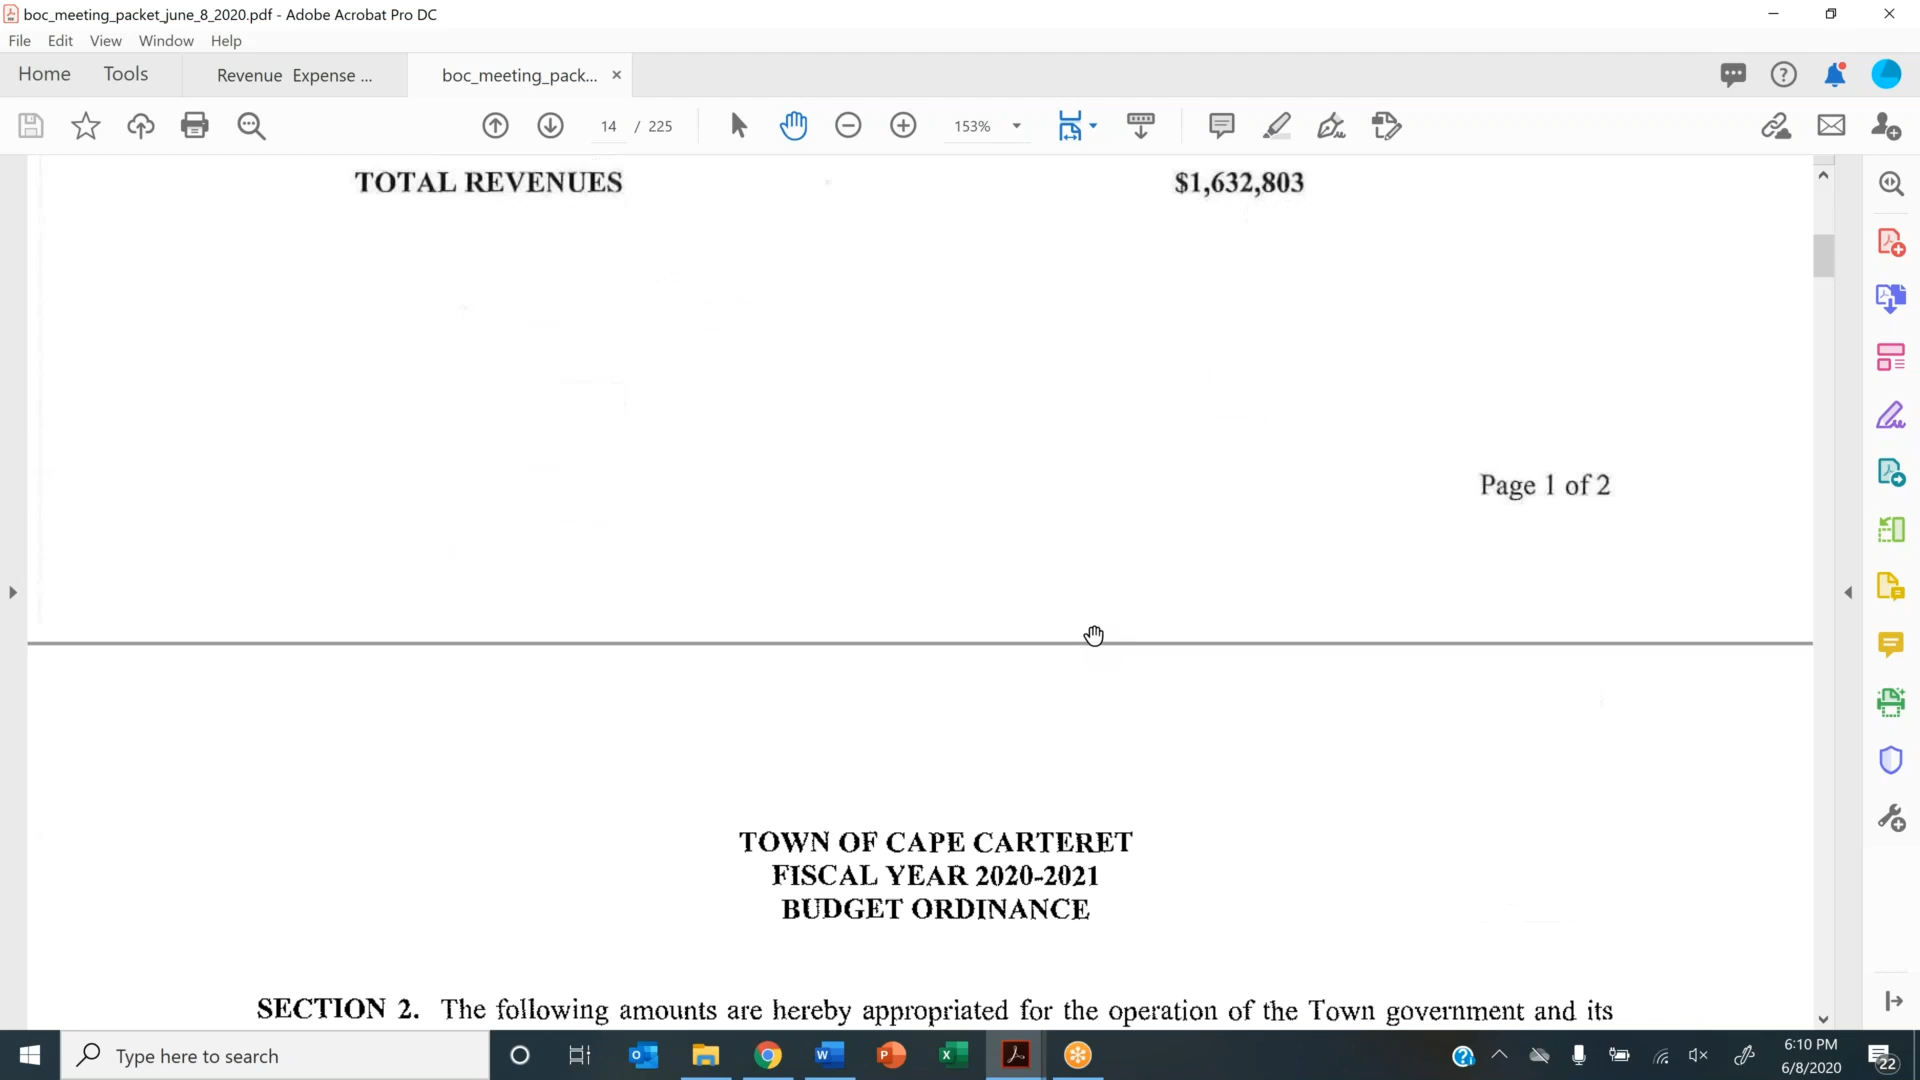 boc_meeting_packet_june_8_2020.pdf - Adobe Acrobat Pro DC
File Edit View Window Help
Home Tools Revenue Expense ... boc_meeting_pack... ×
14 / 225 153%
TOTAL REVENUES $1,632,803
Page 1 of 2
TOWN OF CAPE CARTERET
FISCAL YEAR 2020-2021
BUDGET ORDINANCE
SECTION 2. The following amounts are hereby appropriated for the operation of the Town government and its
Type here to search
6:10 PM
6/8/2020
22